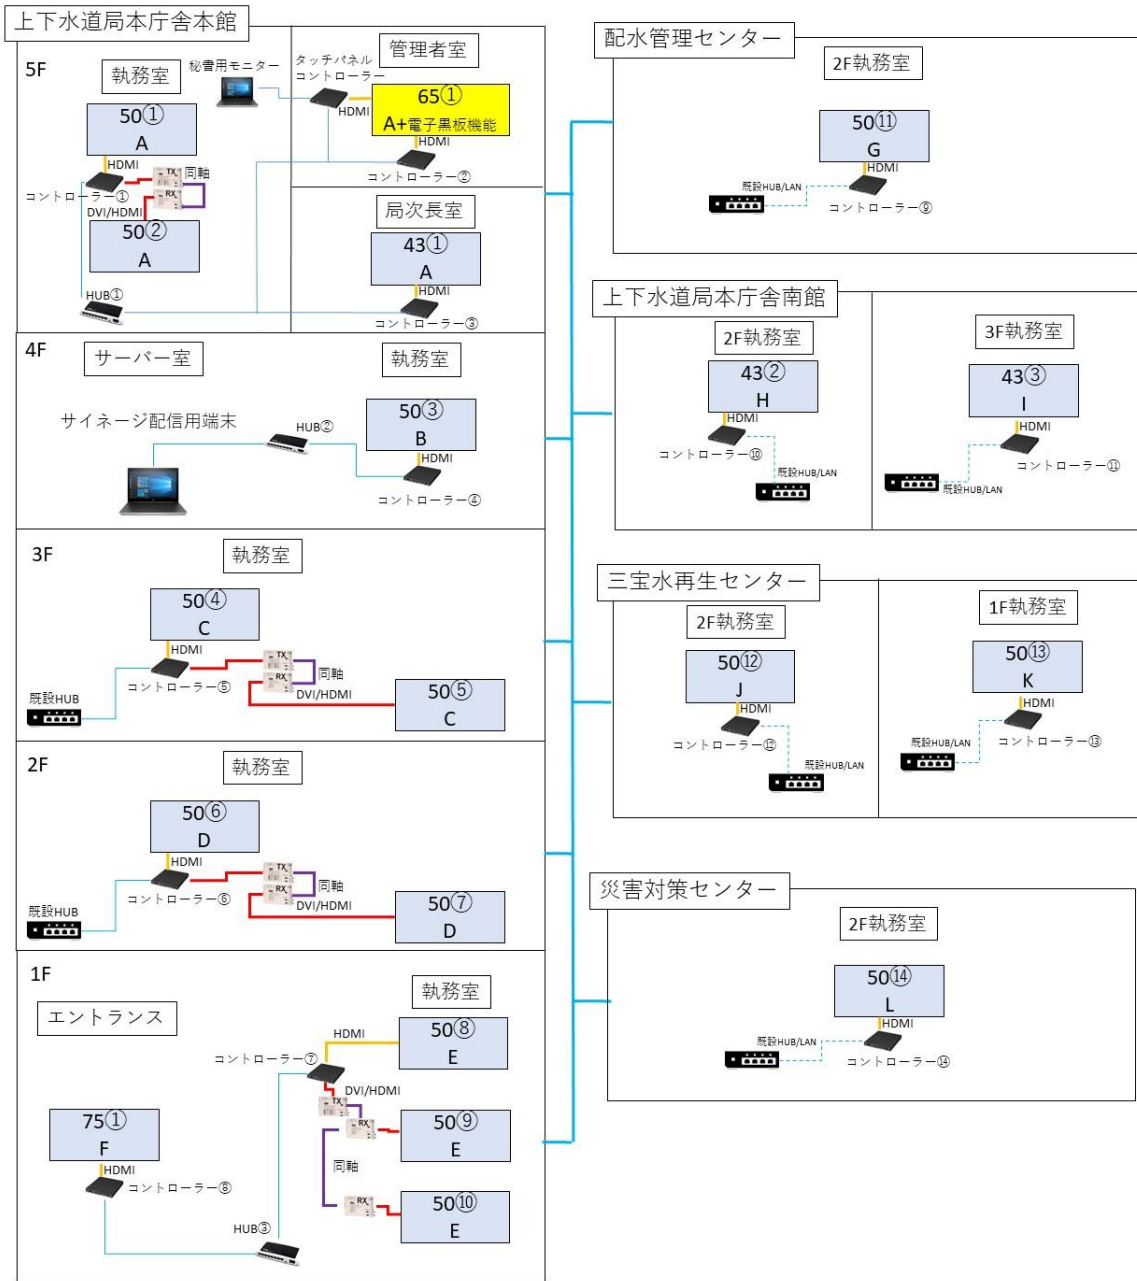 上下水道局本庁舎本館
5F
執務室
50①
A
HDMI
コントローラー①
TX
同軸
RX
DVI/HDMI
50②
A
HUB①
秘書用モニター
タッチパネル
コントローラー
管理者室
HDMI
65①
A+電子黒板機能
HDMI
コントローラー②
局次長室
43①
A
HDMI
コントローラー③
4F
サーバー室
執務室
サイネージ配信用端末
HUB②
50③
B
HDMI
コントローラー④
3F
執務室
50④
C
HDMI
コントローラー⑤
既設HUB
TX
RX
同軸
DVI/HDMI
50⑤
C
2F
執務室
50⑥
D
HDMI
コントローラー⑥
既設HUB
TX
RX
同軸
DVI/HDMI
50⑦
D
1F
エントランス
執務室
HDMI
50⑧
E
コントローラー⑦
DVI/HDMI
TX
RX
50⑨
E
同軸
RX
50⑩
E
75①
F
HDMI
コントローラー⑧
HUB③
配水管理センター
2F執務室
50⑪
G
HDMI
既設HUB/LAN
コントローラー⑨
上下水道局本庁舎南館
2F執務室
43②
H
HDMI
コントローラー⑩
既設HUB/LAN
3F執務室
43③
I
HDMI
コントローラー⑪
既設HUB/LAN
三宝水再生センター
2F執務室
50⑫
J
HDMI
コントローラー⑫
既設HUB/LAN
1F執務室
50⑬
K
HDMI
既設HUB/LAN
コントローラー⑬
災害対策センター
2F執務室
50⑭
L
HDMI
既設HUB/LAN
コントローラー⑭